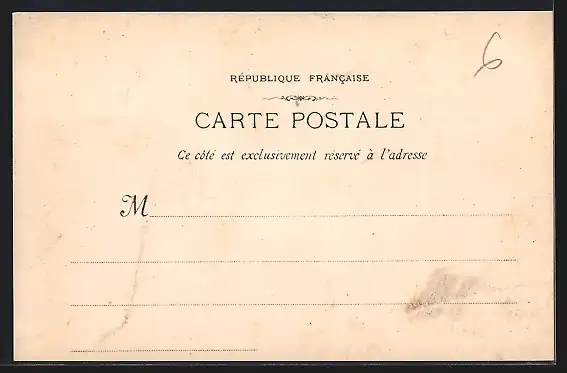 6
RÉPUBLIQUE FRANÇAISE
CARTE POSTALE
Ce côté est exclusivement réservé à l'adresse
M